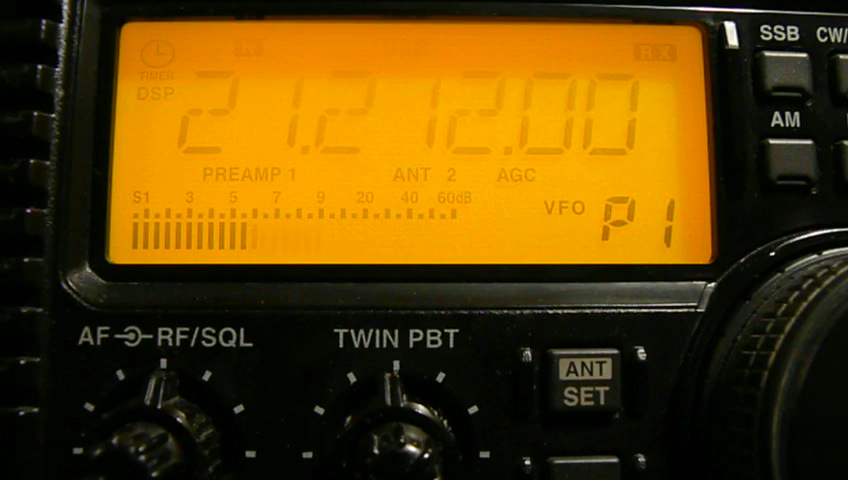 SSB CW/
RX
TIMER
DSP
21.212.00
AM
PREAMP 1 ANT 2 AGC
S1 3 5 7 9 20 40 60dB
VFO P1
AF RF/SQL TWIN PBT
ANT
SET